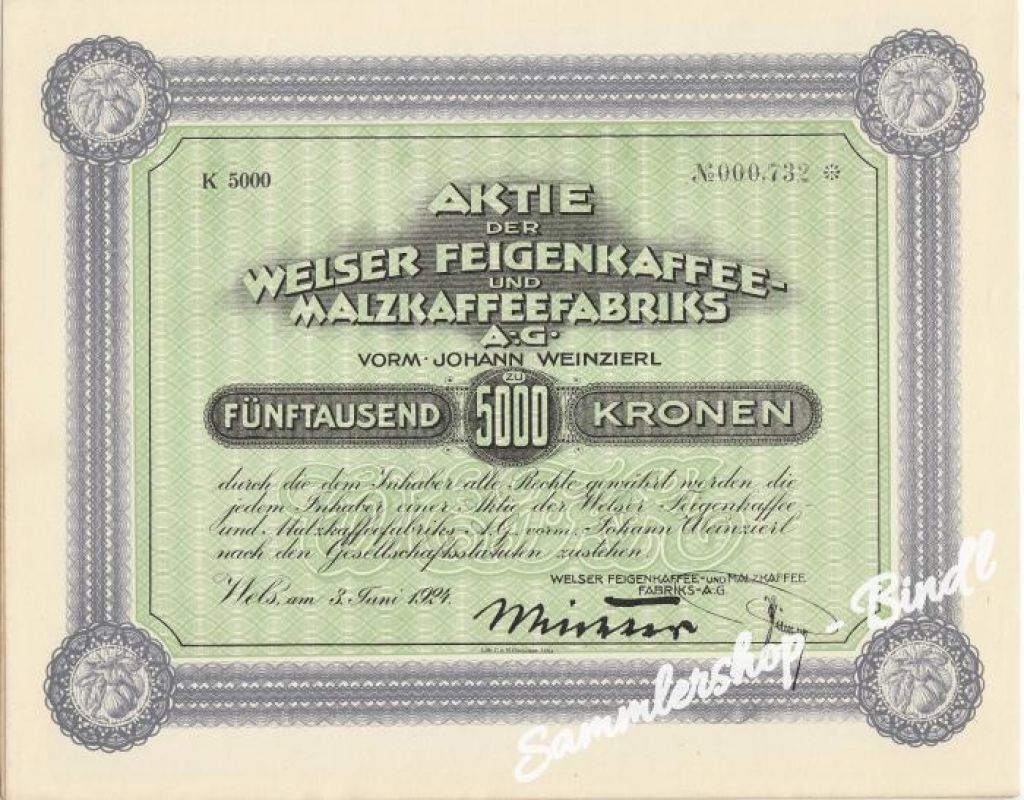 K 5000
№000.732 ※
AKTIE
DER
WELSER FEIGENKAFFEE-
UND
MALZKAFFEEFABRIKS
A.-G.
VORM. JOHANN WEINZIERL
FÜNFTAUSEND ZU 5000 KRONEN
durch die dem Inhaber alle Rechte gewährt werden die
jedem Inhaber einer Aktie der Welser Feigenkaffee-
und Malzkaffeefabriks-A.G. vorm. Johann Weinzierl
nach den Gesellschaftsstatuten zustehen.
Wels, am 3. Juni 1924.
WELSER FEIGENKAFFEE- UND MALZKAFFEE
FABRIKS-A.G.
Sammlershop - Bindl